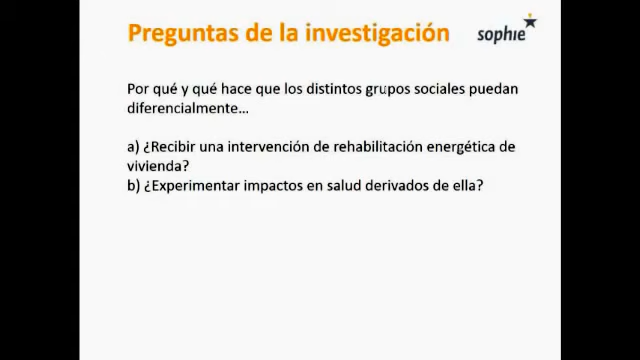 Preguntas de la investigación
sophie
Por qué y qué hace que los distintos grupos sociales puedan
diferencialmente...
a) ¿Recibir una intervención de rehabilitación energética de
vivienda?
b) ¿Experimentar impactos en salud derivados de ella?